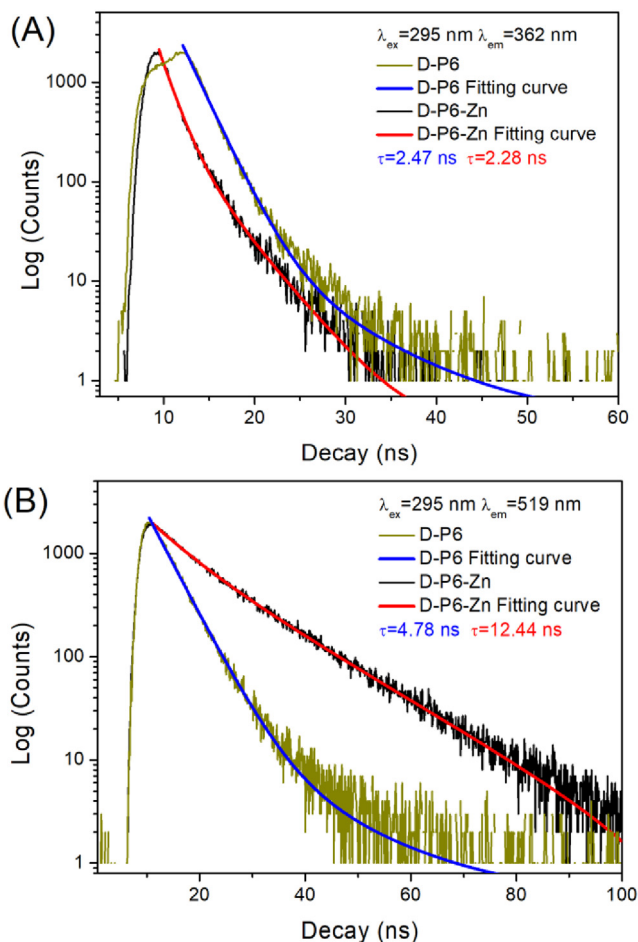 (A)
λex=295 nm λem=362 nm
D-P6
D-P6 Fitting curve
D-P6-Zn
D-P6-Zn Fitting curve
τ=2.47 ns τ=2.28 ns
Log (Counts)
1000
100
10
1
10 20 30 40 50 60
Decay (ns)
(B)
λex=295 nm λem=519 nm
D-P6
D-P6 Fitting curve
D-P6-Zn
D-P6-Zn Fitting curve
τ=4.78 ns τ=12.44 ns
Log (Counts)
1000
100
10
1
20 40 60 80 100
Decay (ns)